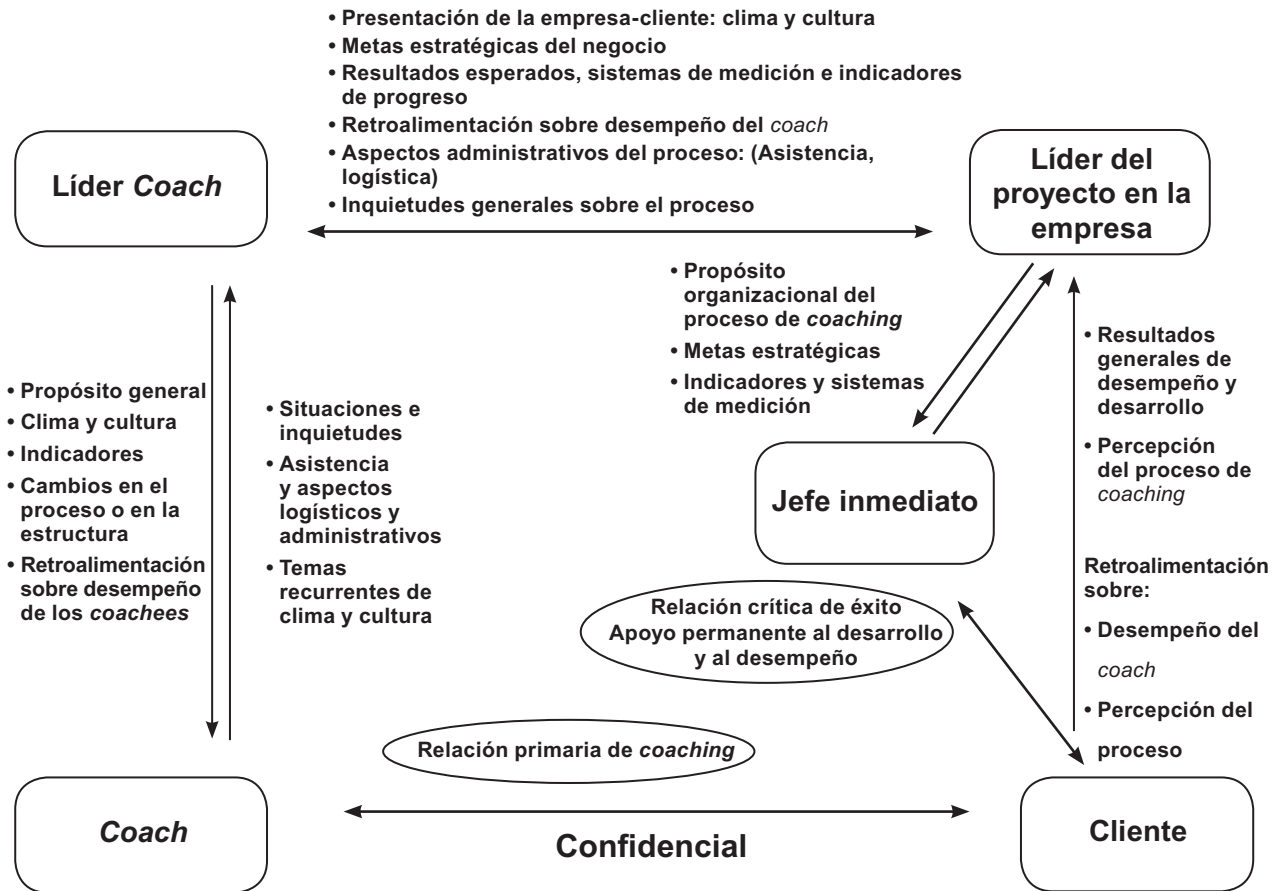 • Presentación de la empresa-cliente: clima y cultura
• Metas estratégicas del negocio
• Resultados esperados, sistemas de medición e indicadores
de progreso
• Retroalimentación sobre desempeño del coach
• Aspectos administrativos del proceso: (Asistencia,
logística)
• Inquietudes generales sobre el proceso
Líder Coach
Líder del
proyecto en la
empresa
• Propósito general
• Clima y cultura
• Indicadores
• Cambios en el
proceso o en la
estructura
• Retroalimentación
sobre desempeño
de los coachees
• Situaciones e
inquietudes
• Asistencia
y aspectos
logísticos y
administrativos
• Temas
recurrentes de
clima y cultura
• Propósito
organizacional del
proceso de coaching
• Metas estratégicas
• Indicadores y sistemas
de medición
• Resultados
generales de
desempeño y
desarrollo
• Percepción
del proceso de
coaching
Jefe inmediato
Retroalimentación
sobre:
• Desempeño del
coach
• Percepción del
proceso
Relación crítica de éxito
Apoyo permanente al desarrollo
y al desempeño
Relación primaria de coaching
Coach
Confidencial
Cliente